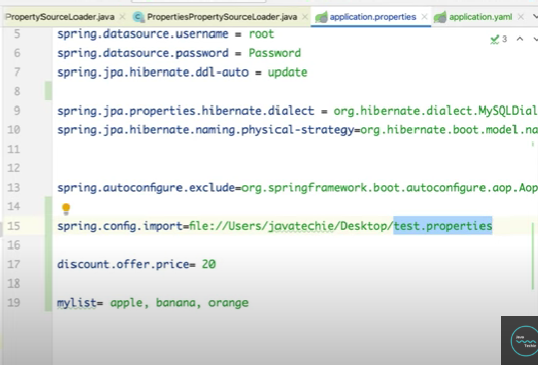 PropertySourceLoader.java
PropertiesPropertySourceLoader.java
application.properties
application.yaml
3
5 spring.datasource.username = root
6 spring.datasource.password = Password
7 spring.jpa.hibernate.ddl-auto = update
8
9 spring.jpa.properties.hibernate.dialect = org.hibernate.dialect.MySQLDial
10 spring.jpa.hibernate.naming.physical-strategy=org.hibernate.boot.model.na
11
12
13 spring.autoconfigure.exclude=org.springframework.boot.autoconfigure.aop.Aop
14
15 spring.config.import=file://Users/javatechie/Desktop/test.properties
16
17 discount.offer.price= 20
18
19 mylist= apple, banana, orange
Java
Techie